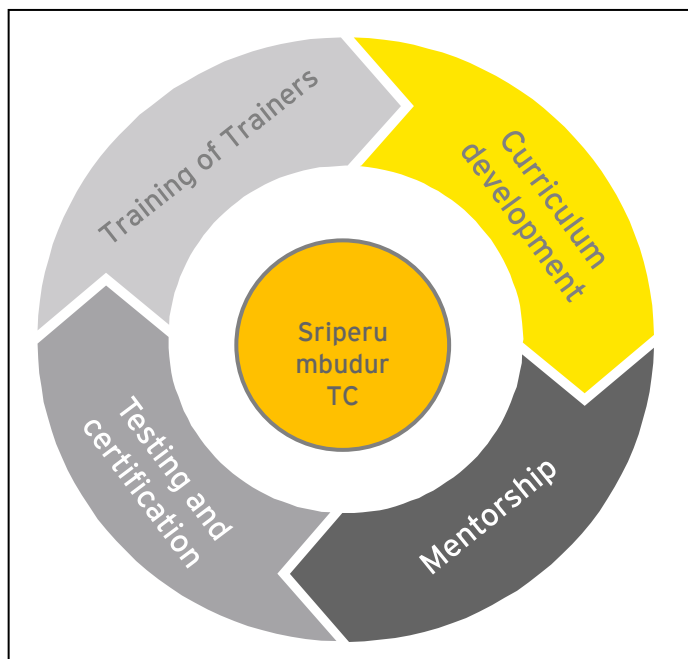 Training of Trainers
Curriculum
development
Sriperu
mbudur
TC
Testing and
certification
Mentorship